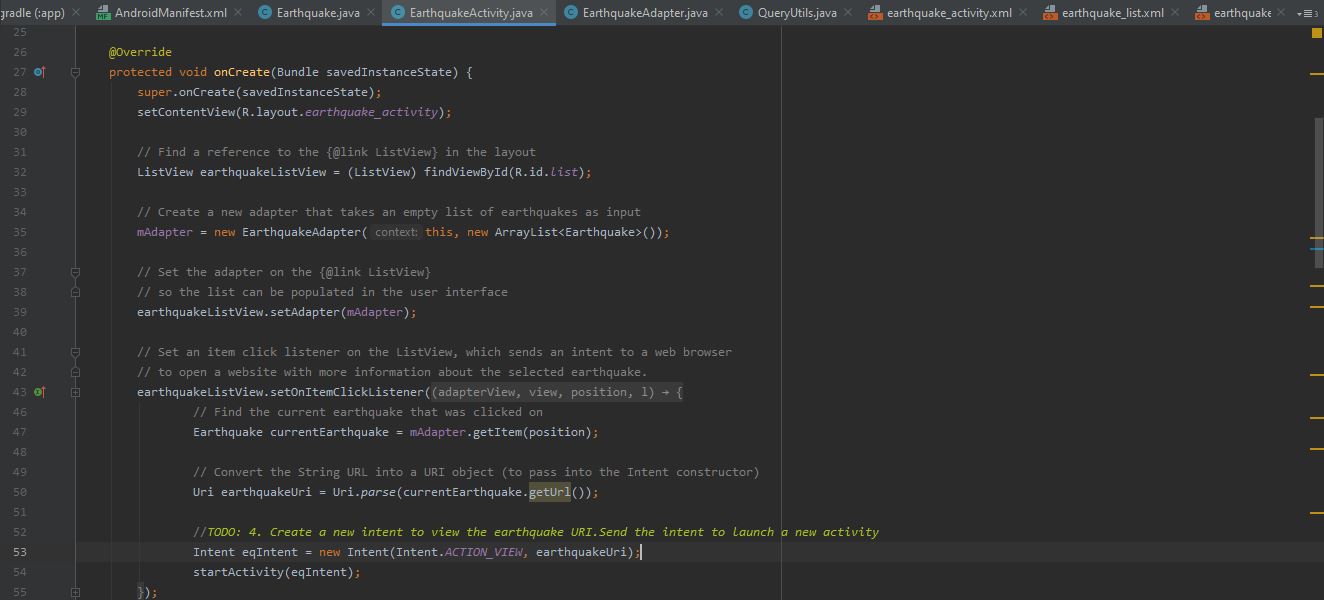 gradle (:app) AndroidManifest.xml Earthquake.java EarthquakeActivity.java EarthquakeAdapter.java QueryUtils.java earthquake_activity.xml earthquake_list.xml earthquake 3
25
26 @Override
27 protected void onCreate(Bundle savedInstanceState) {
28 super.onCreate(savedInstanceState);
29 setContentView(R.layout.earthquake_activity);
30
31 // Find a reference to the {@link ListView} in the layout
32 ListView earthquakeListView = (ListView) findViewById(R.id.list);
33
34 // Create a new adapter that takes an empty list of earthquakes as input
35 mAdapter = new EarthquakeAdapter( context: this, new ArrayList<Earthquake>());
36
37 // Set the adapter on the {@link ListView}
38 // so the list can be populated in the user interface
39 earthquakeListView.setAdapter(mAdapter);
40
41 // Set an item click listener on the ListView, which sends an intent to a web browser
42 // to open a website with more information about the selected earthquake.
43 earthquakeListView.setOnItemClickListener((adapterView, view, position, l) → {
46 // Find the current earthquake that was clicked on
47 Earthquake currentEarthquake = mAdapter.getItem(position);
48
49 // Convert the String URL into a URI object (to pass into the Intent constructor)
50 Uri earthquakeUri = Uri.parse(currentEarthquake.getUrl());
51
52 //TODO: 4. Create a new intent to view the earthquake URI.Send the intent to launch a new activity
53 Intent eqIntent = new Intent(Intent.ACTION_VIEW, earthquakeUri);
54 startActivity(eqIntent);
55 });